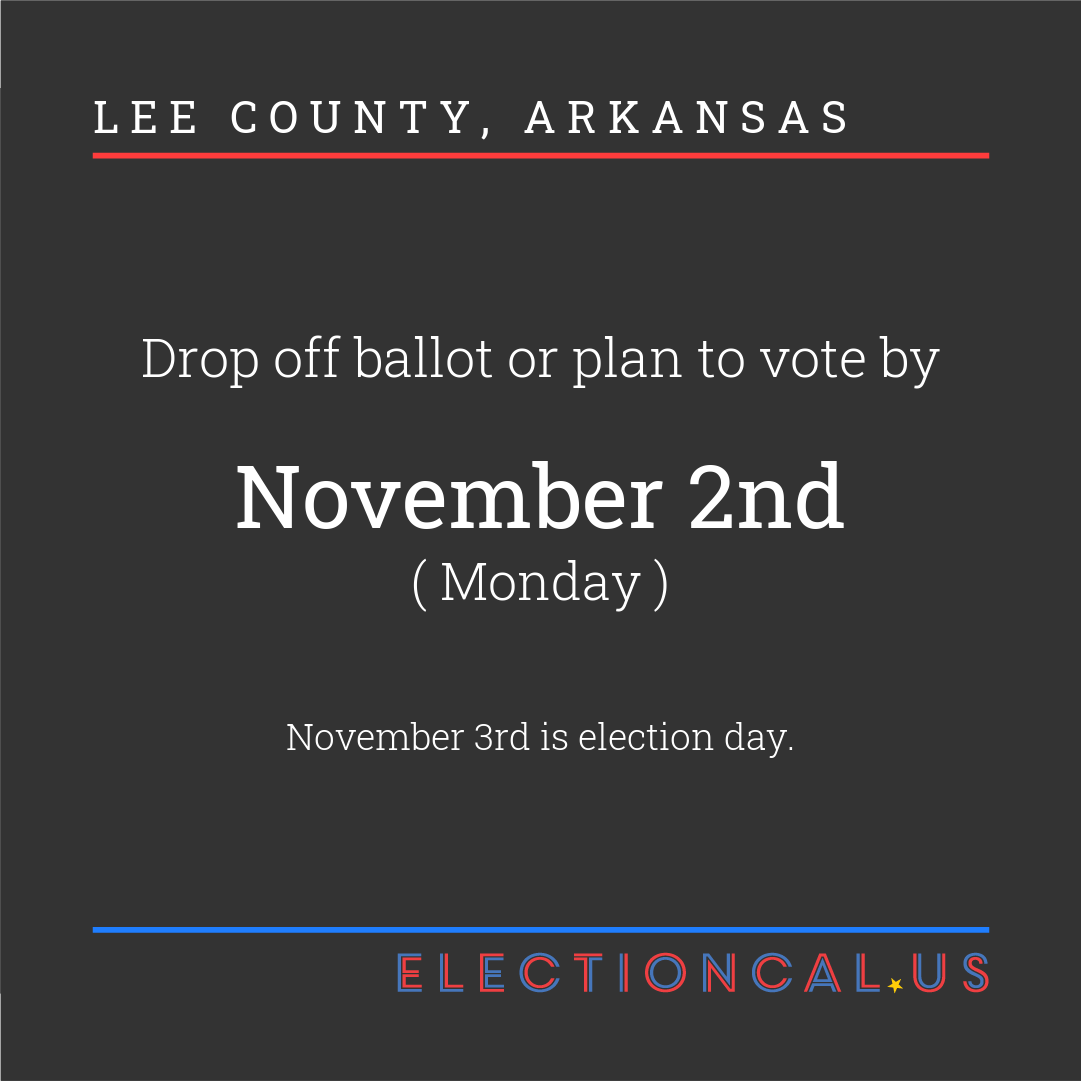 LEE COUNTY, ARKANSAS
Drop off ballot or plan to vote by
November 2nd
( Monday )
November 3rd is election day.
ELECTIONCAL.US